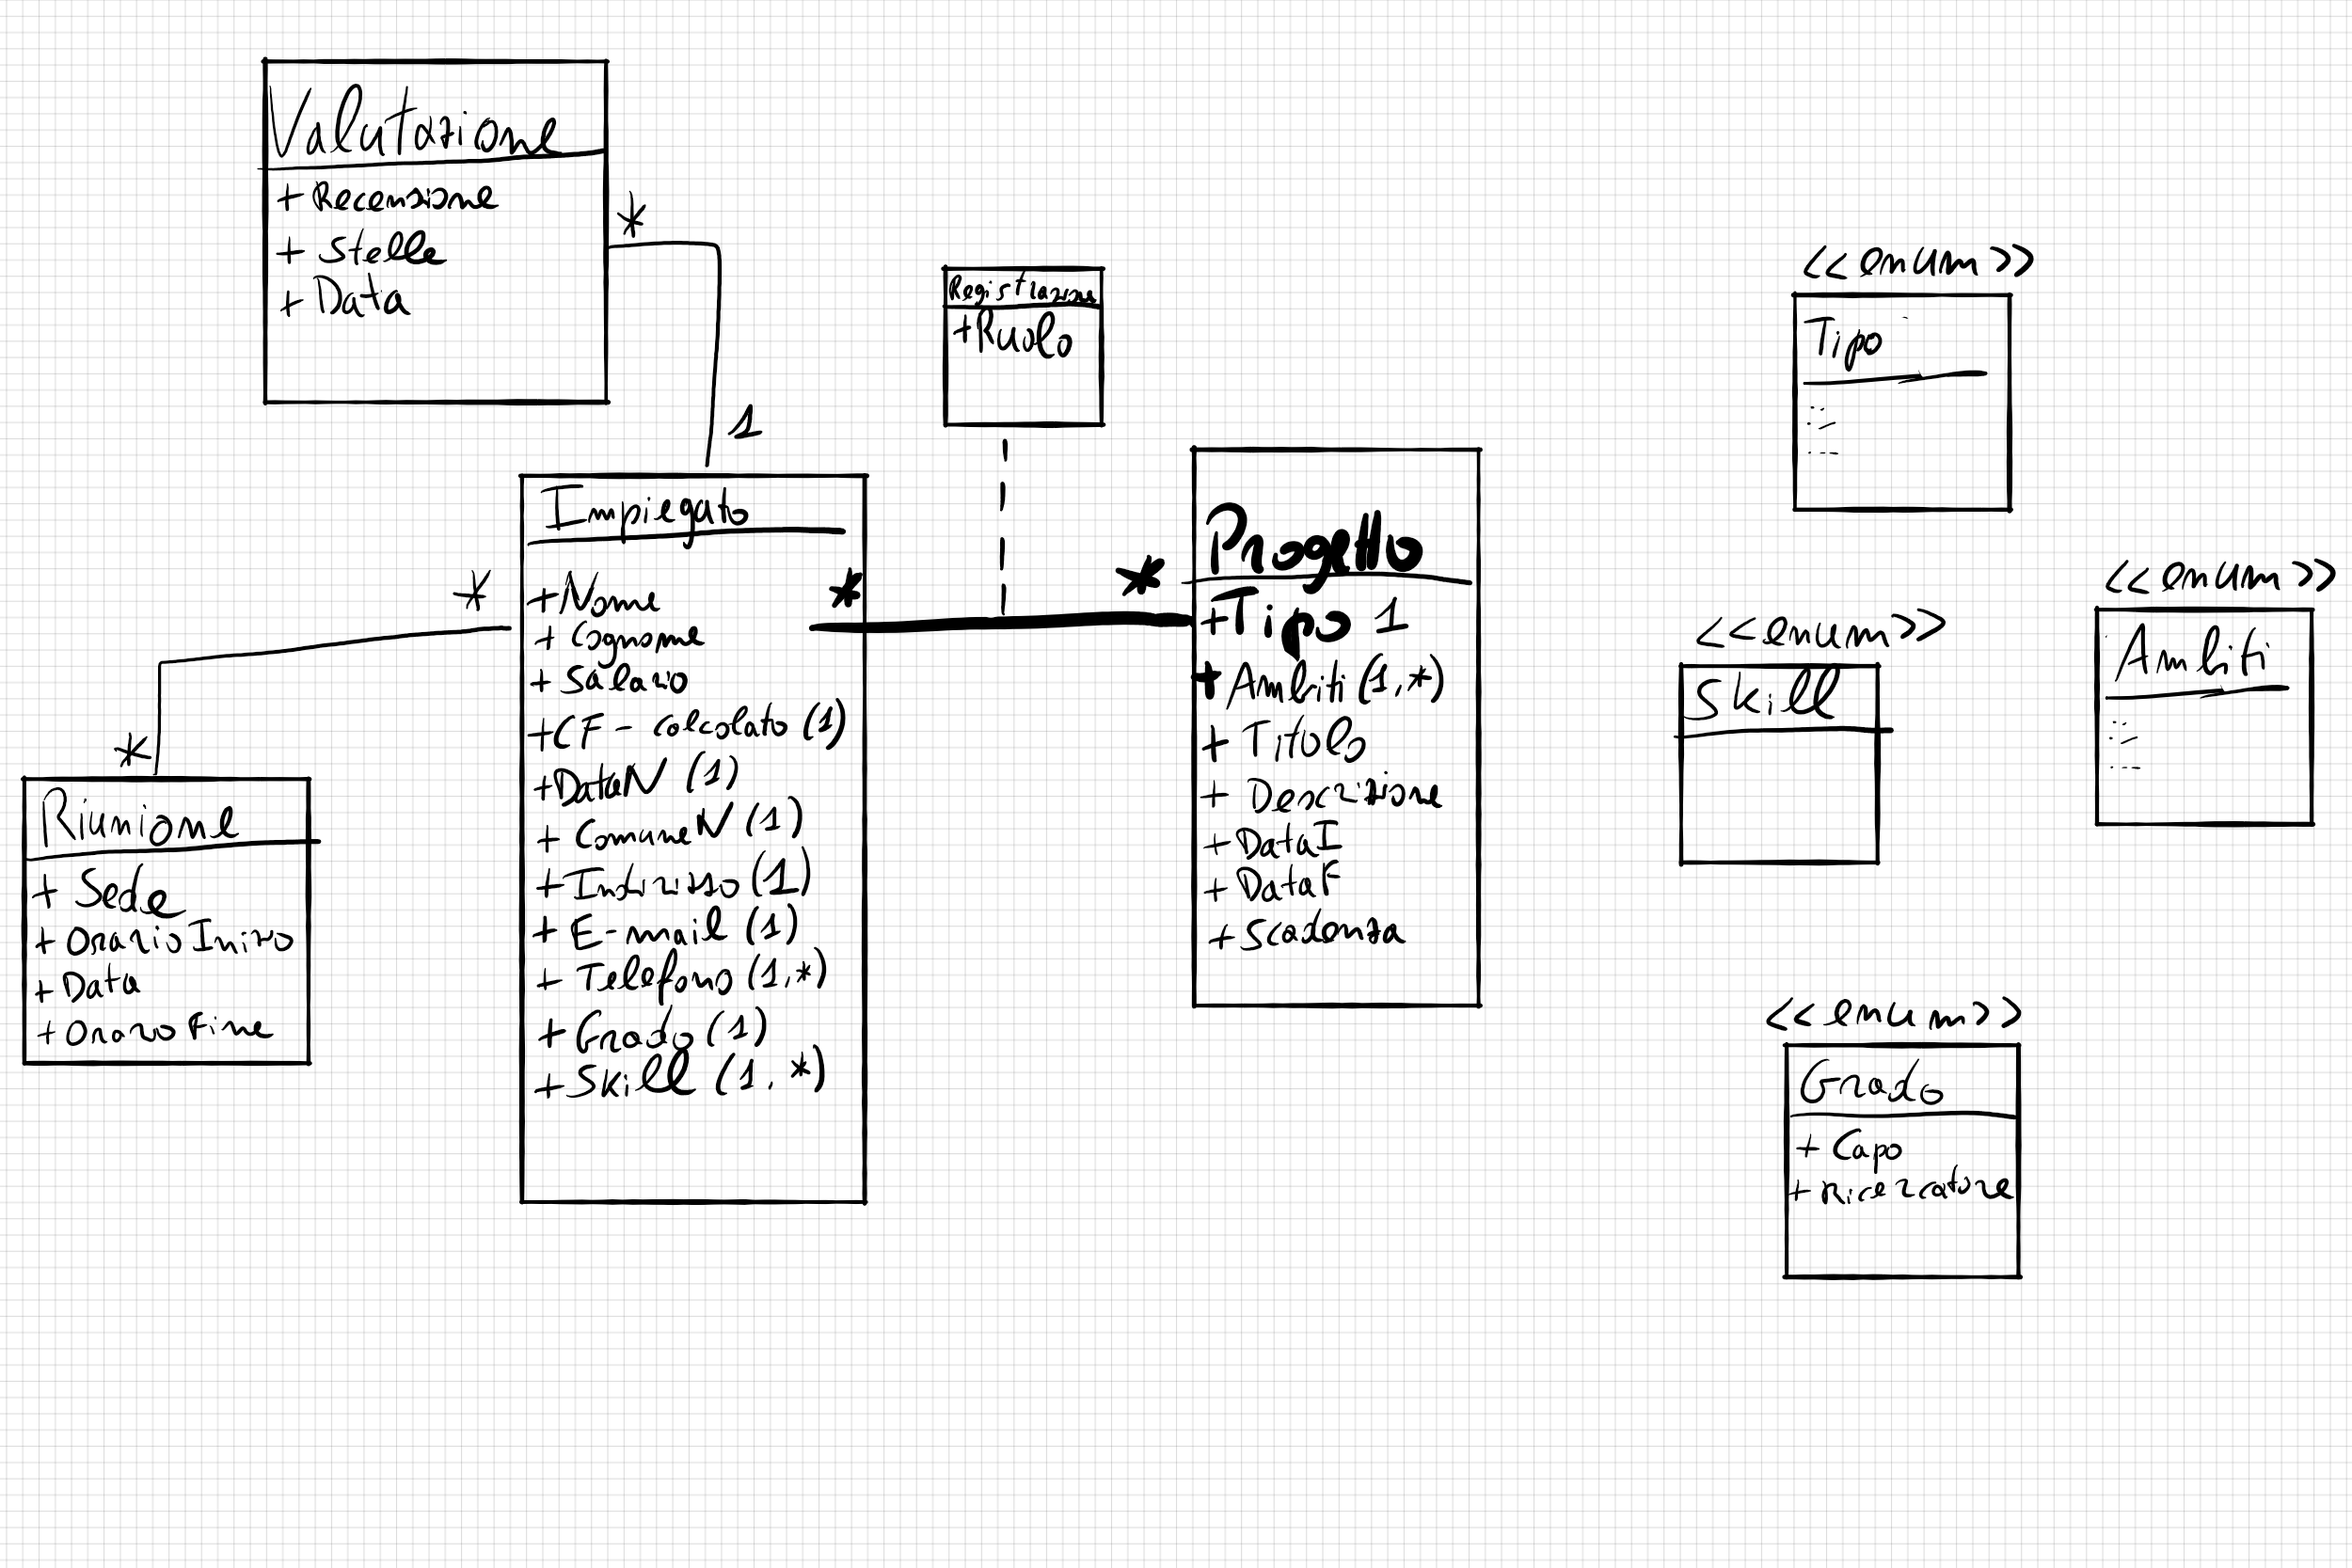 Valutazione
+ Recensione
+ Stelle
+ Data
*
1
Registrazione
+Ruolo
Impiegato
+Nome
+ Cognome
+ Salario
+CF - calcolato (1)
+DataN (1)
+ ComuneN (1)
+Indirizzo (1)
+ E-mail (1)
+ Telefono (1,*)
+ Grado (1)
+Skill (1,*)
*
*
Progetto
+Tipo 1
+ Ambiti (1,*)
+ Titolo
+ Descrizione
+ DataI
+ DataF
+ Scadenza
*
*
Riunione
+ Sede
+ Orario Inizio
+ Data
+ Orario Fine
<<enum>>
Tipo
<<enum>>
Skill
<<enum>>
Ambiti
<<enum>>
Grado
+ Capo
+ Ricercatore